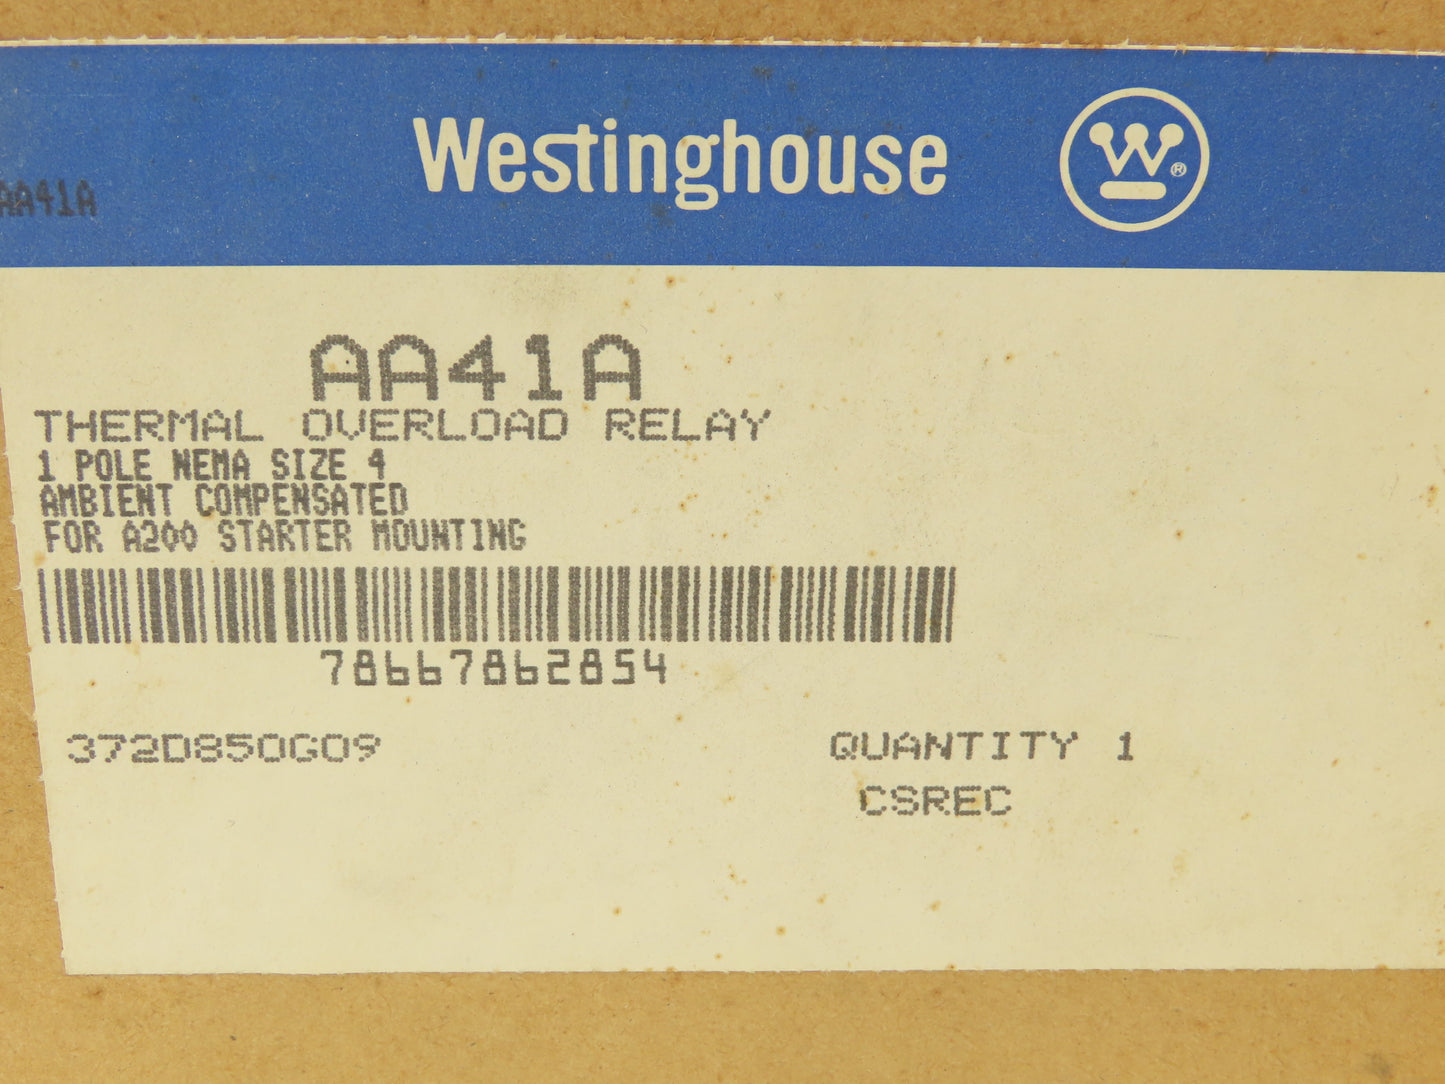 Westinghouse
W ®
AA41A
AA41A
THERMAL OVERLOAD RELAY
1 POLE NEMA SIZE 4
AMBIENT COMPENSATED
FOR A200 STARTER MOUNTING
78667862854
372D850G09
QUANTITY 1
CSREC